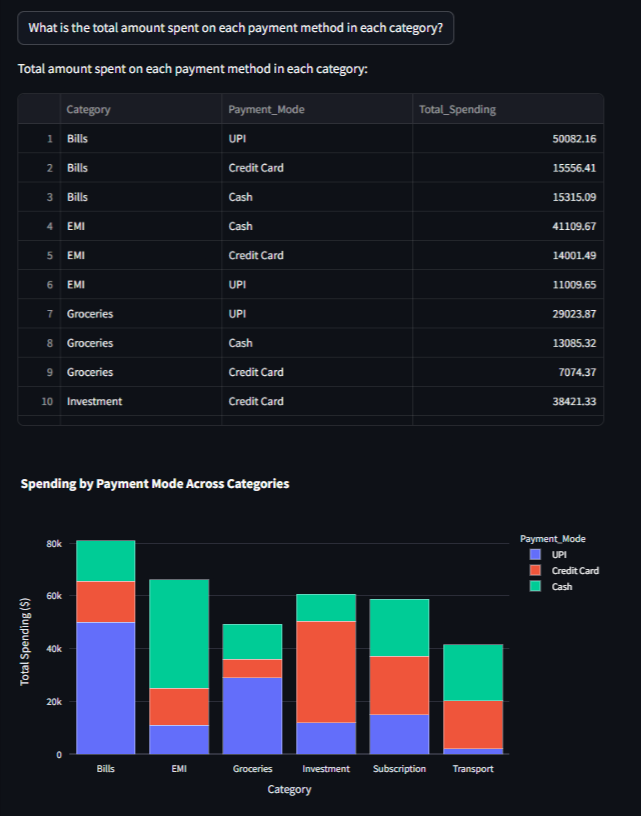 What is the total amount spent on each payment method in each category?
Total amount spent on each payment method in each category:
Category Payment_Mode Total_Spending
1 Bills UPI 50082.16
2 Bills Credit Card 15556.41
3 Bills Cash 15315.09
4 EMI Cash 41109.67
5 EMI Credit Card 14001.49
6 EMI UPI 11009.65
7 Groceries UPI 29023.87
8 Groceries Cash 13085.32
9 Groceries Credit Card 7074.37
10 Investment Credit Card 38421.33
Spending by Payment Mode Across Categories
Payment_Mode
UPI
Credit Card
Cash
Total Spending ($)
80k
60k
40k
20k
0
Bills EMI Groceries Investment Subscription Transport
Category